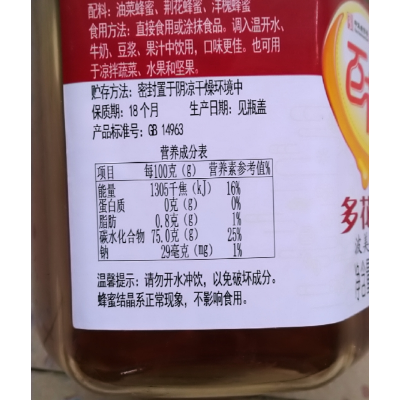 配料：油菜蜂蜜、荆花蜂蜜、洋槐蜂蜜
食用方法：直接食用或涂抹食品。调入温开水、
牛奶、豆浆、果汁中饮用，口味更佳。也可用
于凉拌蔬菜、水果和坚果。
贮存方法：密封置于阴凉干燥环境中
保质期：18个月 生产日期：见瓶盖
产品标准号：GB 14963
营养成分表
项目 每100克(g) 营养素参考值%
能量 1305千焦(kJ) 16%
蛋白质 0克(g) 0%
脂肪 0.8克(g) 1%
碳水化合物 75.0克(g) 25%
钠 29毫克(mg) 1%
温馨提示：请勿开水冲饮，以免破坏成分。
蜂蜜结晶系正常现象，不影响食用。
百
多花